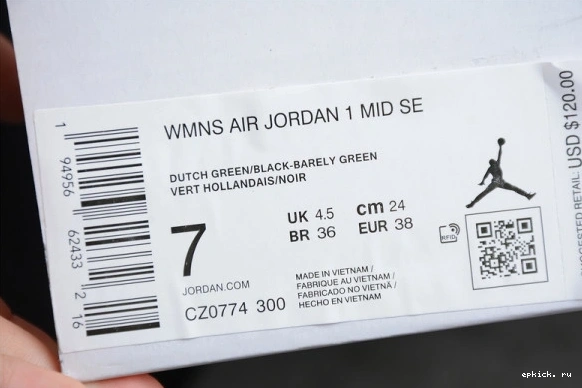 WMNS AIR JORDAN 1 MID SE
DUTCH GREEN/BLACK-BARELY GREEN
VERT HOLLANDAIS/NOIR
7
UK 4.5
cm 24
BR 36
EUR 38
JORDAN.COM
CZ0774 300
MADE IN VIETNAM /
FABRIQUE AU VIETNAM /
FABRICADO NO VIETNÃ /
HECHO EN VIETNAM
RFID
1 94956 62433 2 16
USD $120.00
RETAIL:
epkick. ru